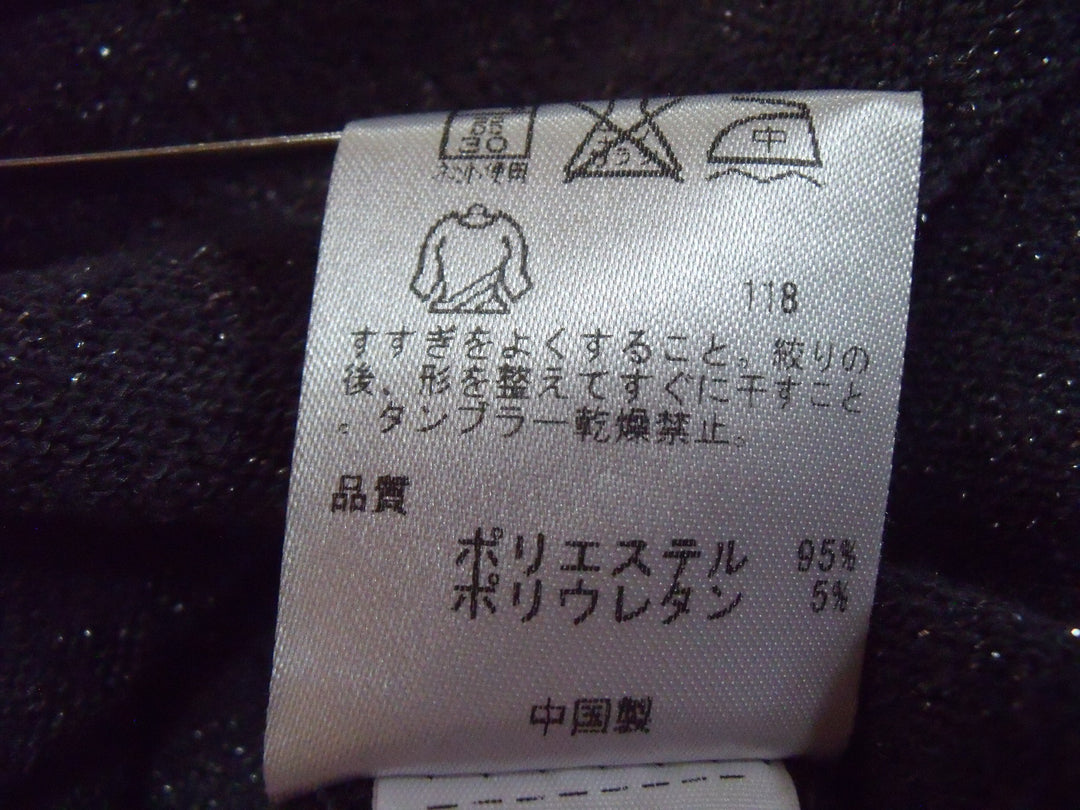 30
ネット使用
中
118
すすぎをよくすること。絞りの
後、形を整えてすぐに干すこと
。タンブラー乾燥禁止。
品質
ポリエステル 95%
ポリウレタン 5%
中国製